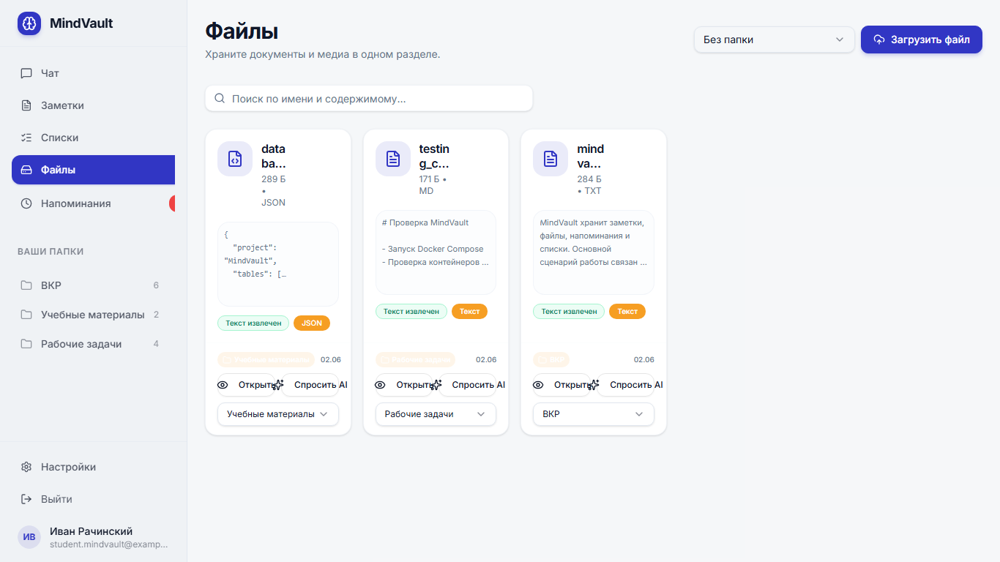 MindVault
Чат
Заметки
Списки
Файлы
Напоминания
ВАШИ ПАПКИ
ВКР 6
Учебные материалы 2
Рабочие задачи 4
Настройки
Выйти
ИВ
Иван Рачинский
student.mindvault@examp...
Файлы
Храните документы и медиа в одном разделе.
Без папки
Загрузить файл
Поиск по имени и содержимому...
data
ba...
289 Б
•
JSON
{
"project":
"MindVault",
"tables": [...
Текст извлечен JSON
Учебные материалы 02.06
Открыть Спросить AI
Учебные материалы
testin
g_c...
171 Б •
MD
# Проверка MindVault
- Запуск Docker Compose
- Проверка контейнеров ...
Текст извлечен Текст
Рабочие задачи 02.06
Открыть Спросить AI
Рабочие задачи
mind
va...
284 Б
• TXT
MindVault хранит заметки,
файлы, напоминания и
списки. Основной
сценарий работы связан ...
Текст извлечен Текст
ВКР 02.06
Открыть Спросить AI
ВКР